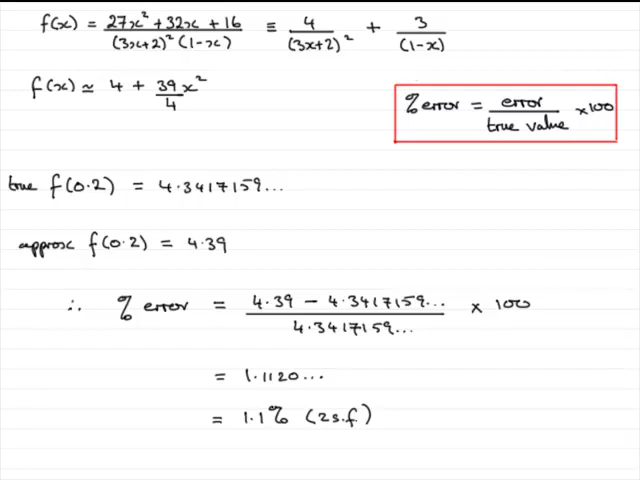 f(x) = 27x² + 32x + 16 / (3x+2)² (1-x) ≡ 4 / (3x+2)² + 3 / (1-x)
f(x) ≃ 4 + 39/4 x²
% error = error / true value × 100
true f(0.2) = 4.3417159...
approx f(0.2) = 4.39
∴ % error = 4.39 - 4.3417159... / 4.3417159... × 100
= 1.1120...
= 1.1% (2s.f.)